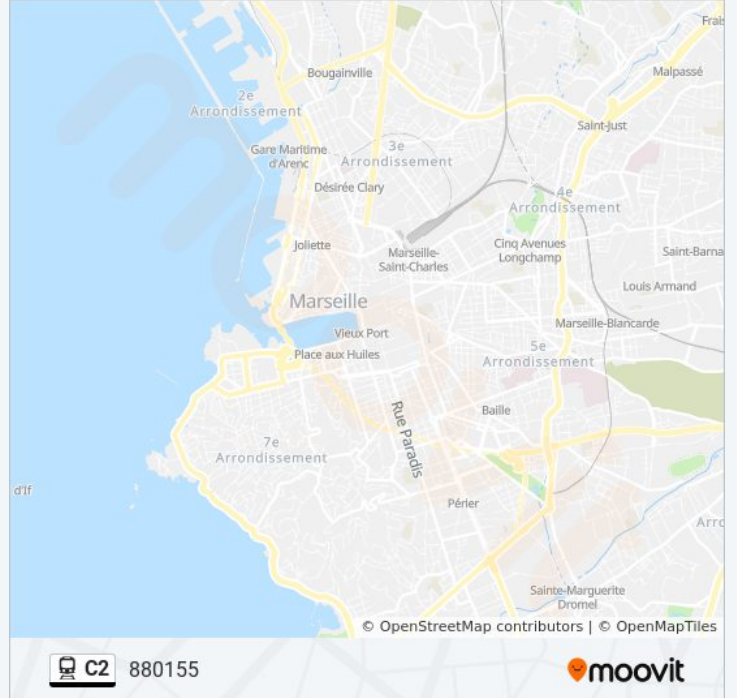 Frais
Bougainville
Malpassé
2e
Arrondissement
Saint-Just
Gare Maritime
d'Arenc
3e
Arrondissement
Désirée Clary
4e
Arrondissement
Joliette
Marseille-
Saint-Charles
Cinq Avenues
Longchamp
Saint-Barna
Louis Armand
Marseille
Marseille-Blancarde
Vieux Port
Place aux Huiles
5e
Arrondissement
Rue Paradis
Baille
7e
Arrondissement
d'If
Périer
Arro
Sainte-Marguerite
Dromel
© OpenStreetMap contributors | © OpenMapTiles
C2 880155
moovit